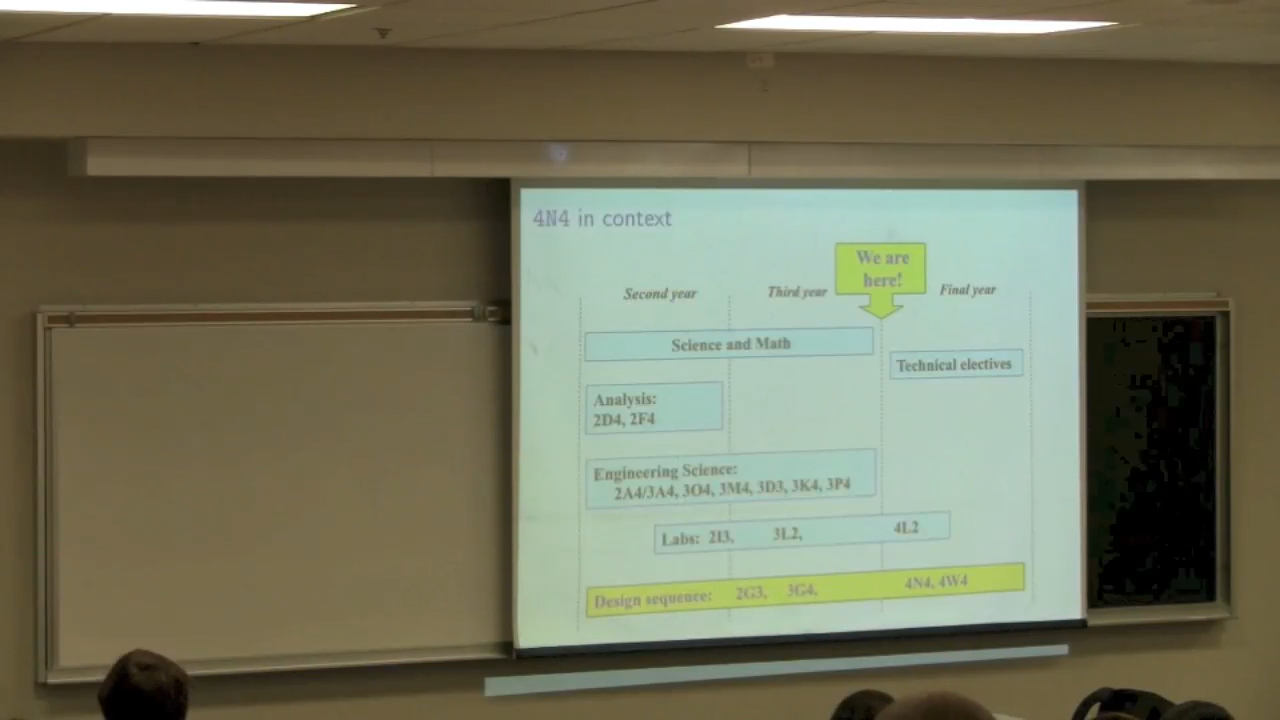 4N4 in context
We are
here!
Second year
Third year
Final year
Science and Math
Technical electives
Analysis:
2D4, 2F4
Engineering Science:
2A4/3A4, 3O4, 3M4, 3D3, 3K4, 3P4
Labs: 2I3, 3L2, 4L2
Design sequence: 2G3, 3G4, 4N4, 4W4